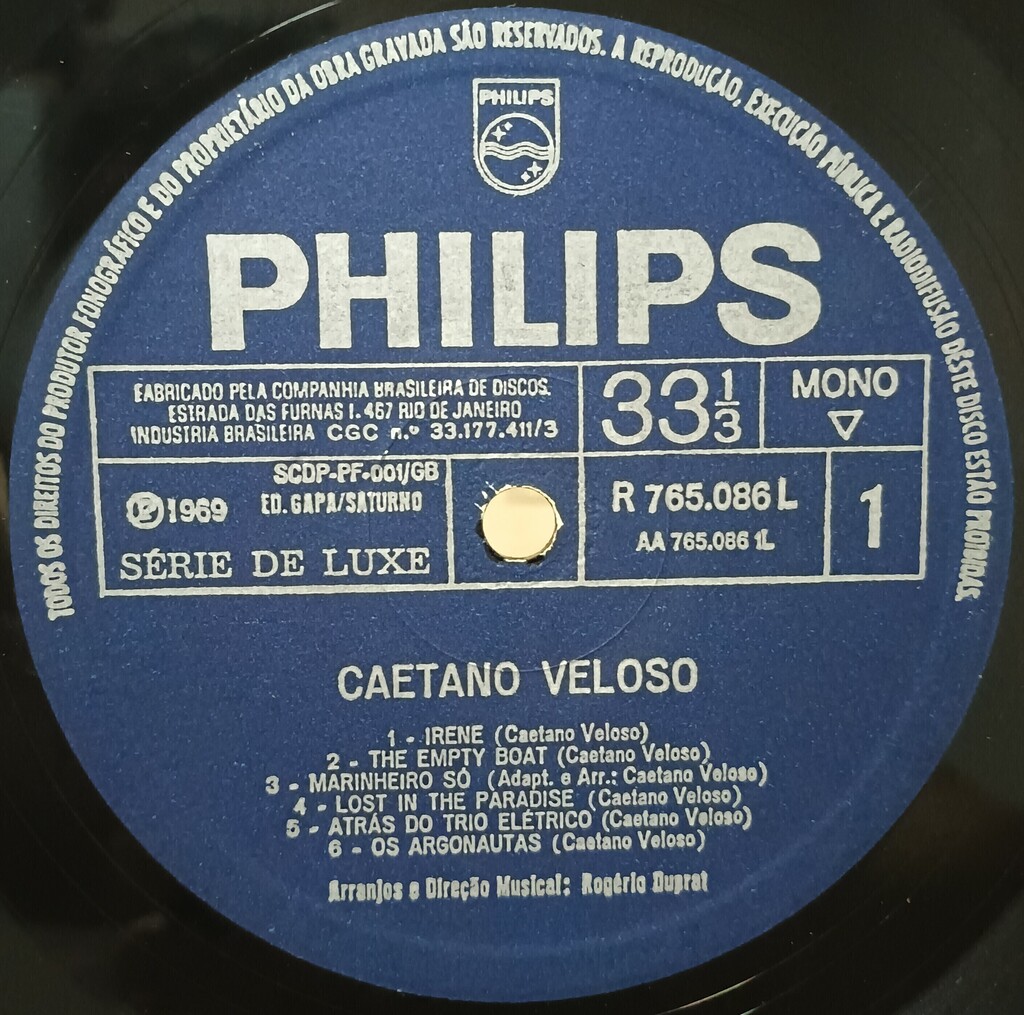 TODOS OS DIREITOS DO PRODUTOR FONOGRÁFICO E DO PROPRIETÁRIO DA OBRA GRAVADA SÃO RESERVADOS. A REPRODUÇÃO, EXECUÇÃO PÚBLICA E RADIODIFUSÃO DÊSTE DISCO ESTÃO PROIBIDAS.
PHILIPS
PHILIPS
FABRICADO PELA COMPANHIA BRASILEIRA DE DISCOS.
ESTRADA DAS FURNAS 1.467 RIO DE JANEIRO
INDUSTRIA BRASILEIRA CGC n.º 33.177.411/3
33 1/3
MONO
SCDP-PF-001/GB
℗ 1969 ED. GAPA/SATURNO
SÉRIE DE LUXE
R 765.086 L
AA 765.086 1L
1
CAETANO VELOSO
1 - IRENE (Caetano Veloso)
2 - THE EMPTY BOAT (Caetano Veloso)
3 - MARINHEIRO SÓ (Adapt. e Arr.: Caetano Veloso)
4 - LOST IN THE PARADISE (Caetano Veloso)
5 - ATRÁS DO TRIO ELÉTRICO (Caetano Veloso)
6 - OS ARGONAUTAS (Caetano Veloso)
Arranjos e Direção Musical: Rogério Duprat